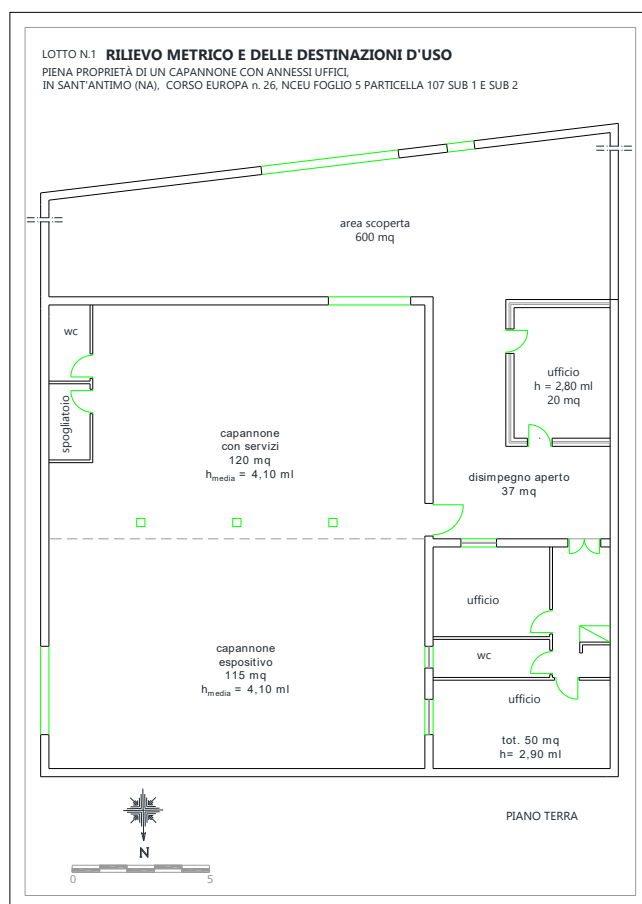 LOTTO N.1 RILIEVO METRICO E DELLE DESTINAZIONI D'USO
PIENA PROPRIETÀ DI UN CAPANNONE CON ANNESSI UFFICI,
IN SANT'ANTIMO (NA), CORSO EUROPA n. 26, NCEU FOGLIO 5 PARTICELLA 107 SUB 1 E SUB 2
area scoperta
600 mq
wc
ufficio
h = 2,80 ml
20 mq
spogliatoio
capannone
con servizi
120 mq
hmedia = 4,10 ml
disimpegno aperto
37 mq
ufficio
capannone
espositivo
115 mq
hmedia = 4,10 ml
wc
ufficio
tot. 50 mq
h= 2,90 ml
PIANO TERRA
N
0 5